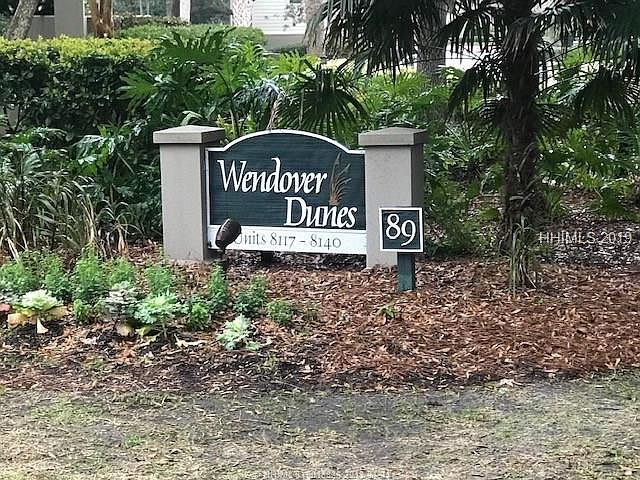 Wendover
Dunes
Units 8117 - 8140
89
HHIMLS 2019